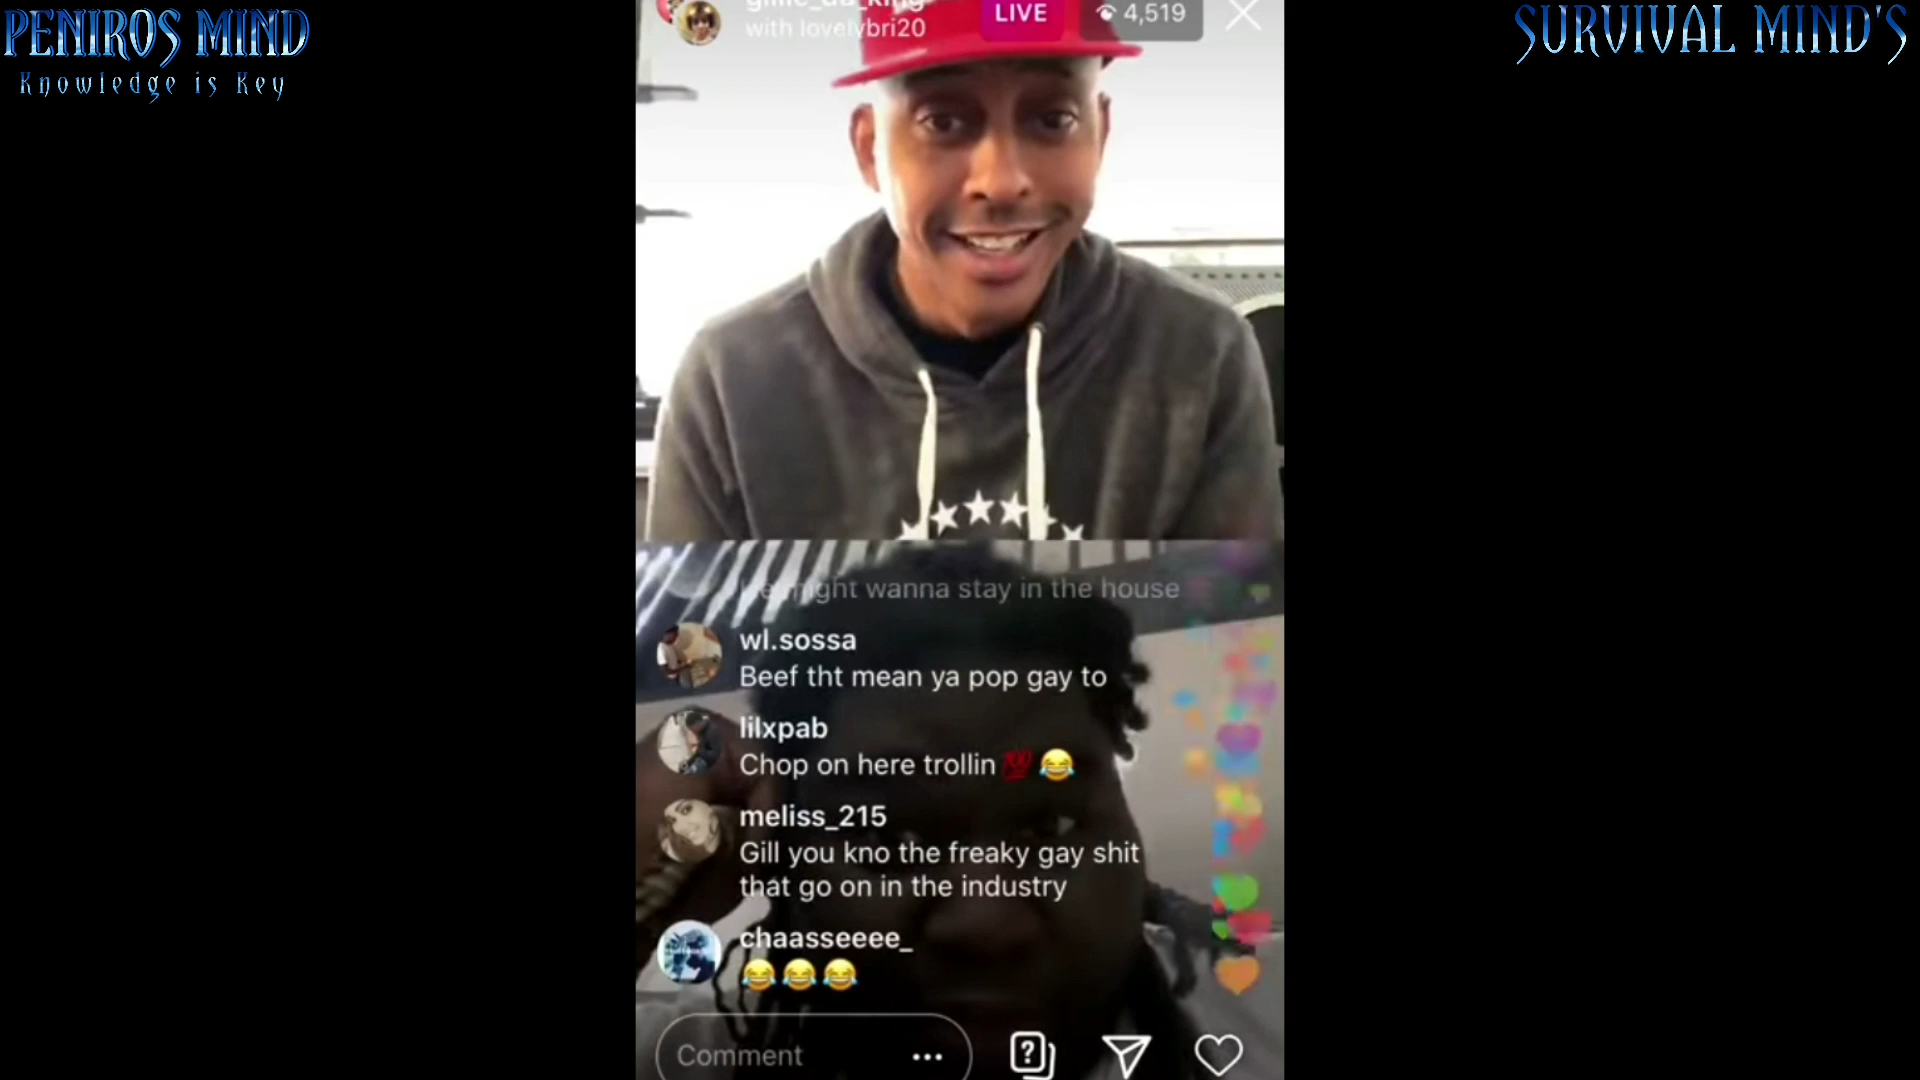 PENIROS MIND
Knowledge is Key
SURVIVAL MIND'S
gillie_da_king
with lovelybri20
LIVE
4,519
might wanna stay in the house
wl.sossa
Beef tht mean ya pop gay to
lilxpab
Chop on here trollin 💯 😂
meliss_215
Gill you kno the freaky gay shit
that go on in the industry
chaasseeee_
😂😂😂
Comment